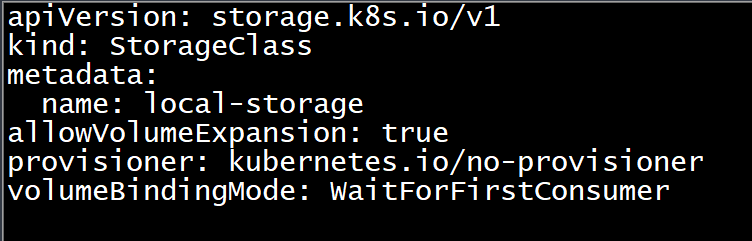 apiVersion: storage.k8s.io/v1
kind: StorageClass
metadata:
  name: local-storage
allowVolumeExpansion: true
provisioner: kubernetes.io/no-provisioner
volumeBindingMode: WaitForFirstConsumer